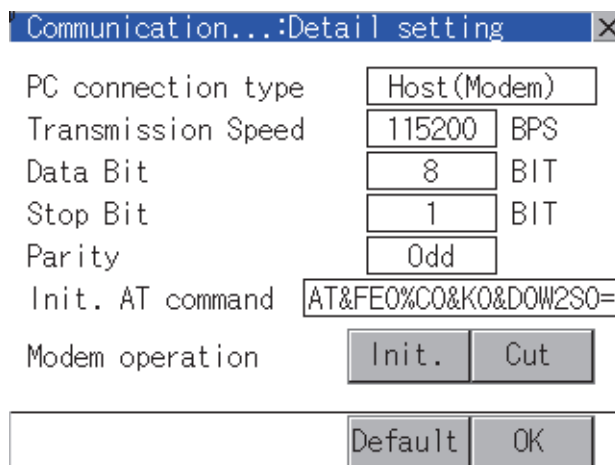 Communication...:Detail setting ×
PC connection type Host(Modem)
Transmission Speed 115200 BPS
Data Bit 8 BIT
Stop Bit 1 BIT
Parity Odd
Init. AT command AT&FE0%C0&K0&D0W2S0=
Modem operation Init. Cut
Default OK